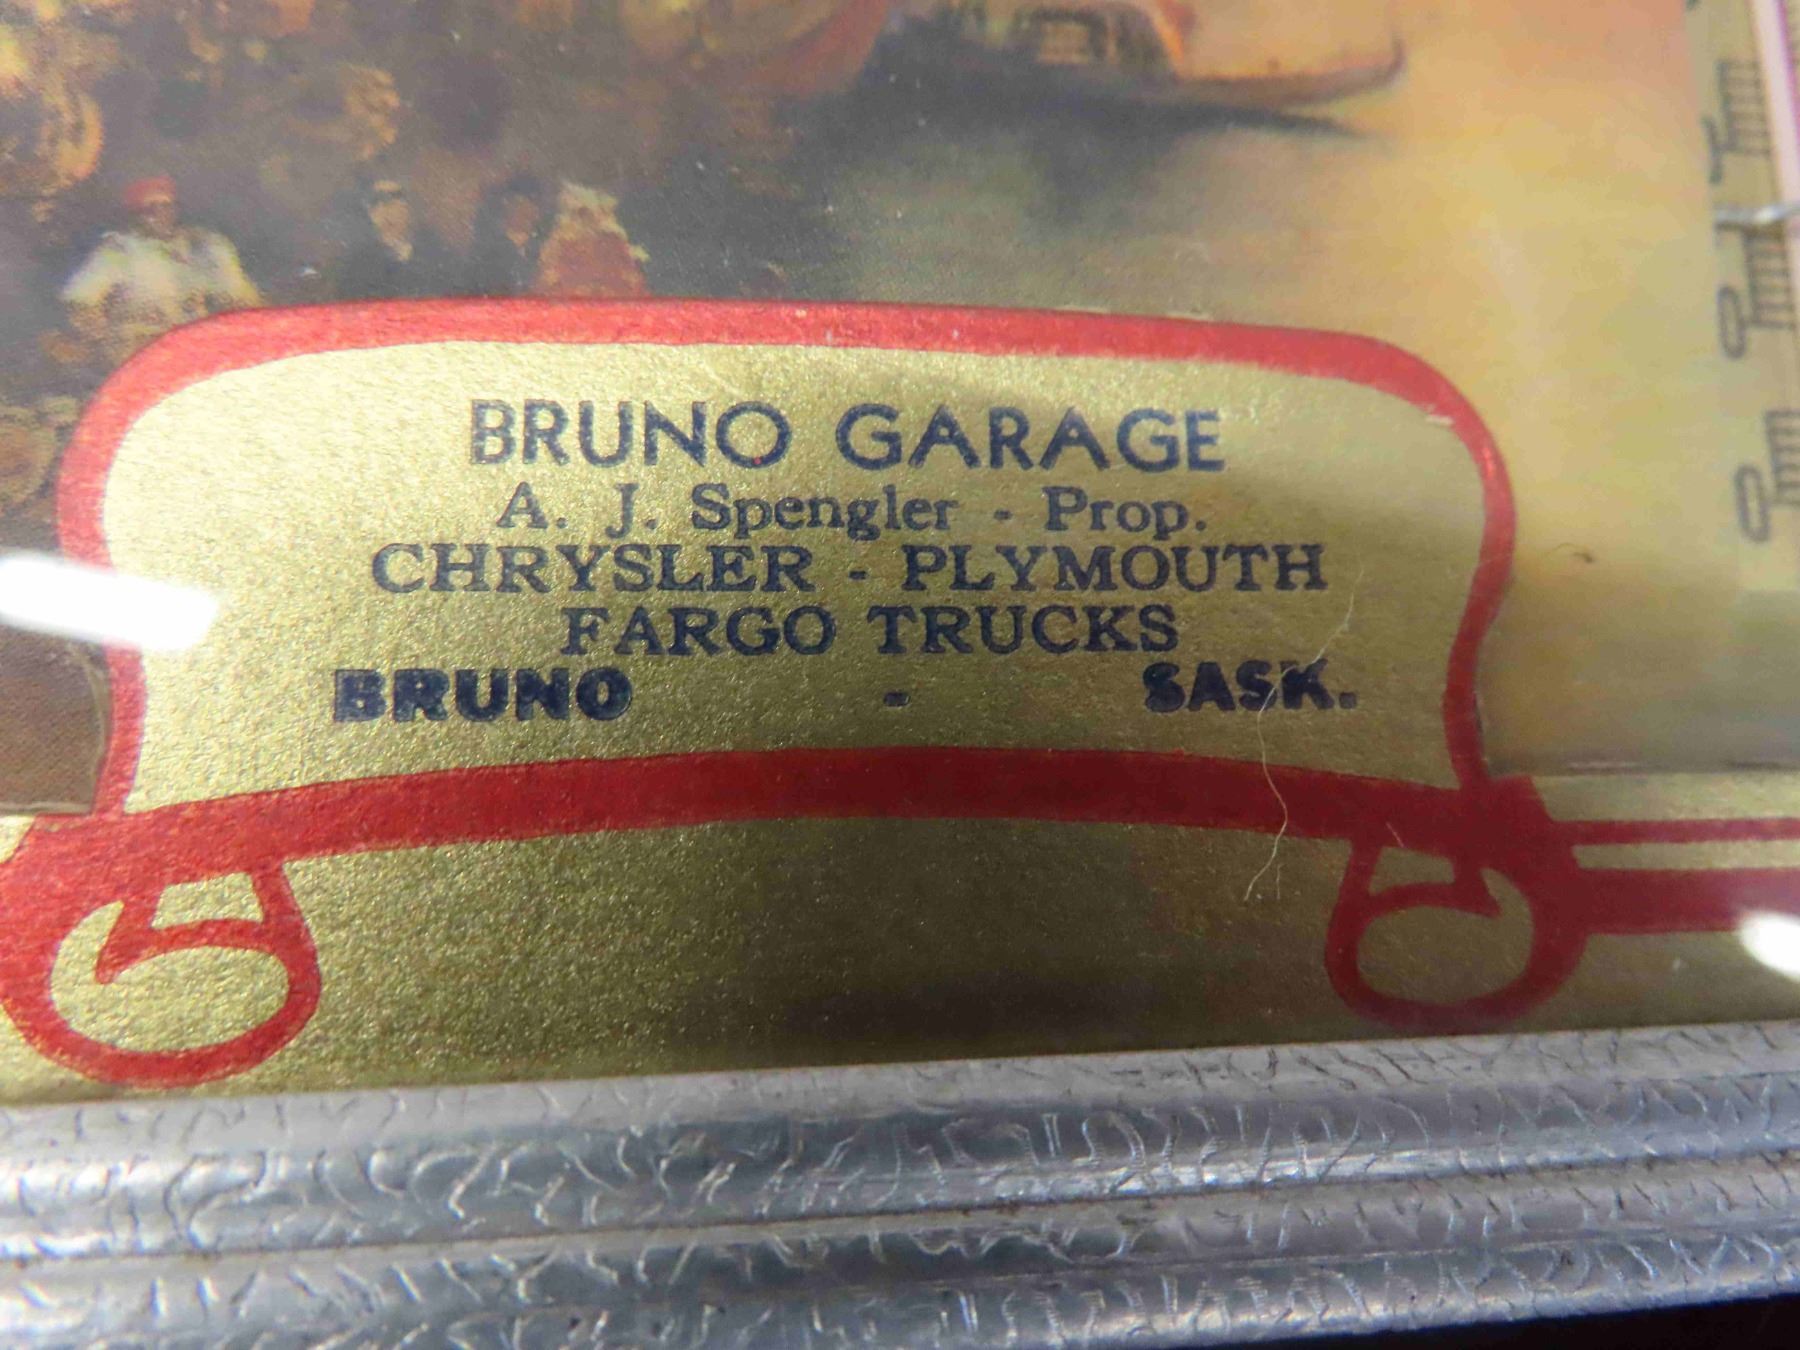 BRUNO GARAGE
A. J. Spengler - Prop.
CHRYSLER - PLYMOUTH
FARGO TRUCKS
BRUNO - SASK.